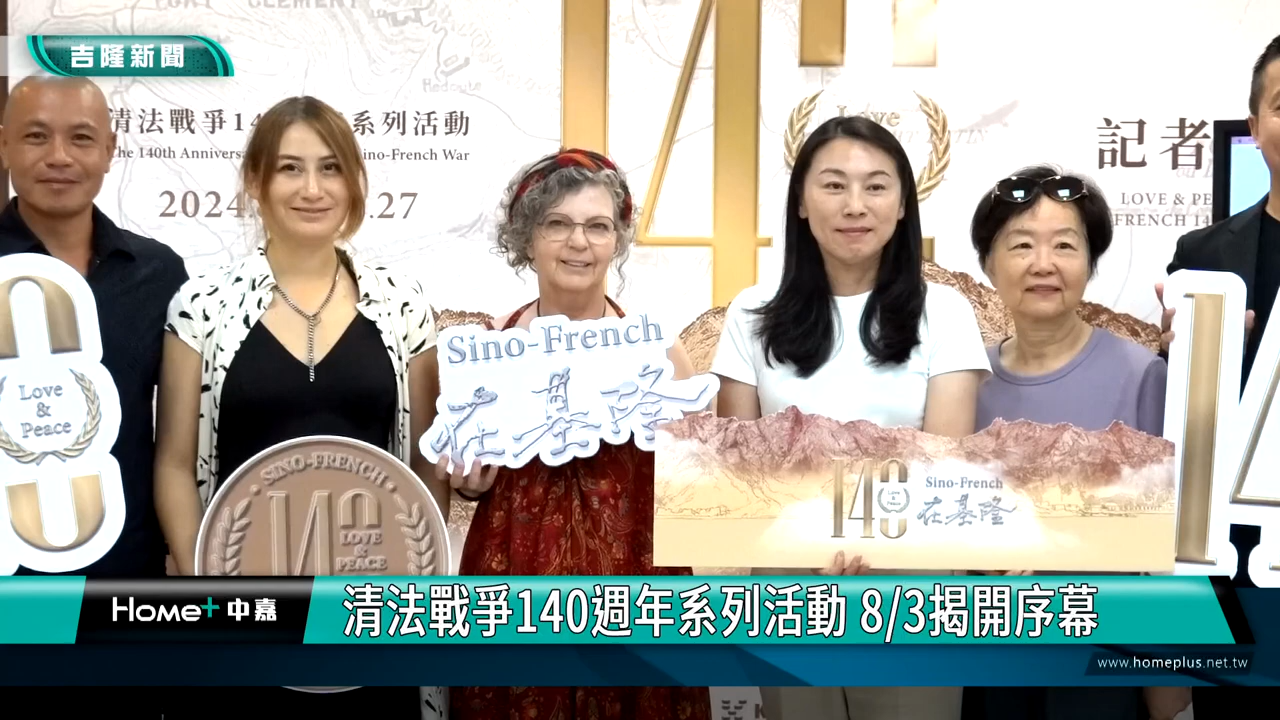 吉隆新聞
清法戰爭1
系列活動
The 140th Annivers
Sino-French War
2024
.27
Love
記者
LOVE & PE
FRENCH 14
Love
&
Peace
SINO-FRENCH
140
LOVE
&
PEACE
Sino-French
在基隆
140
Love
&
Peace
Sino-French
在基隆
14
Home+中嘉
清法戰爭140週年系列活動 8/3揭開序幕
www.homeplus.net.tw